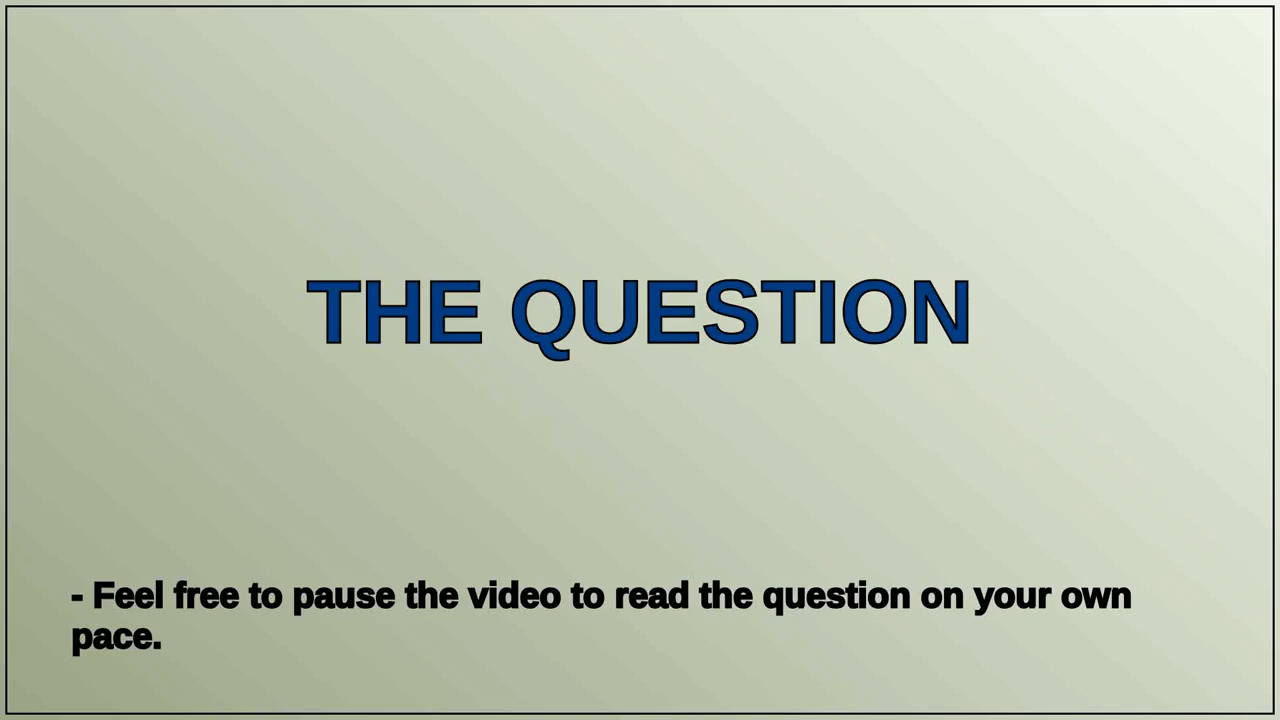 THE QUESTION
- Feel free to pause the video to read the question on your own
pace.